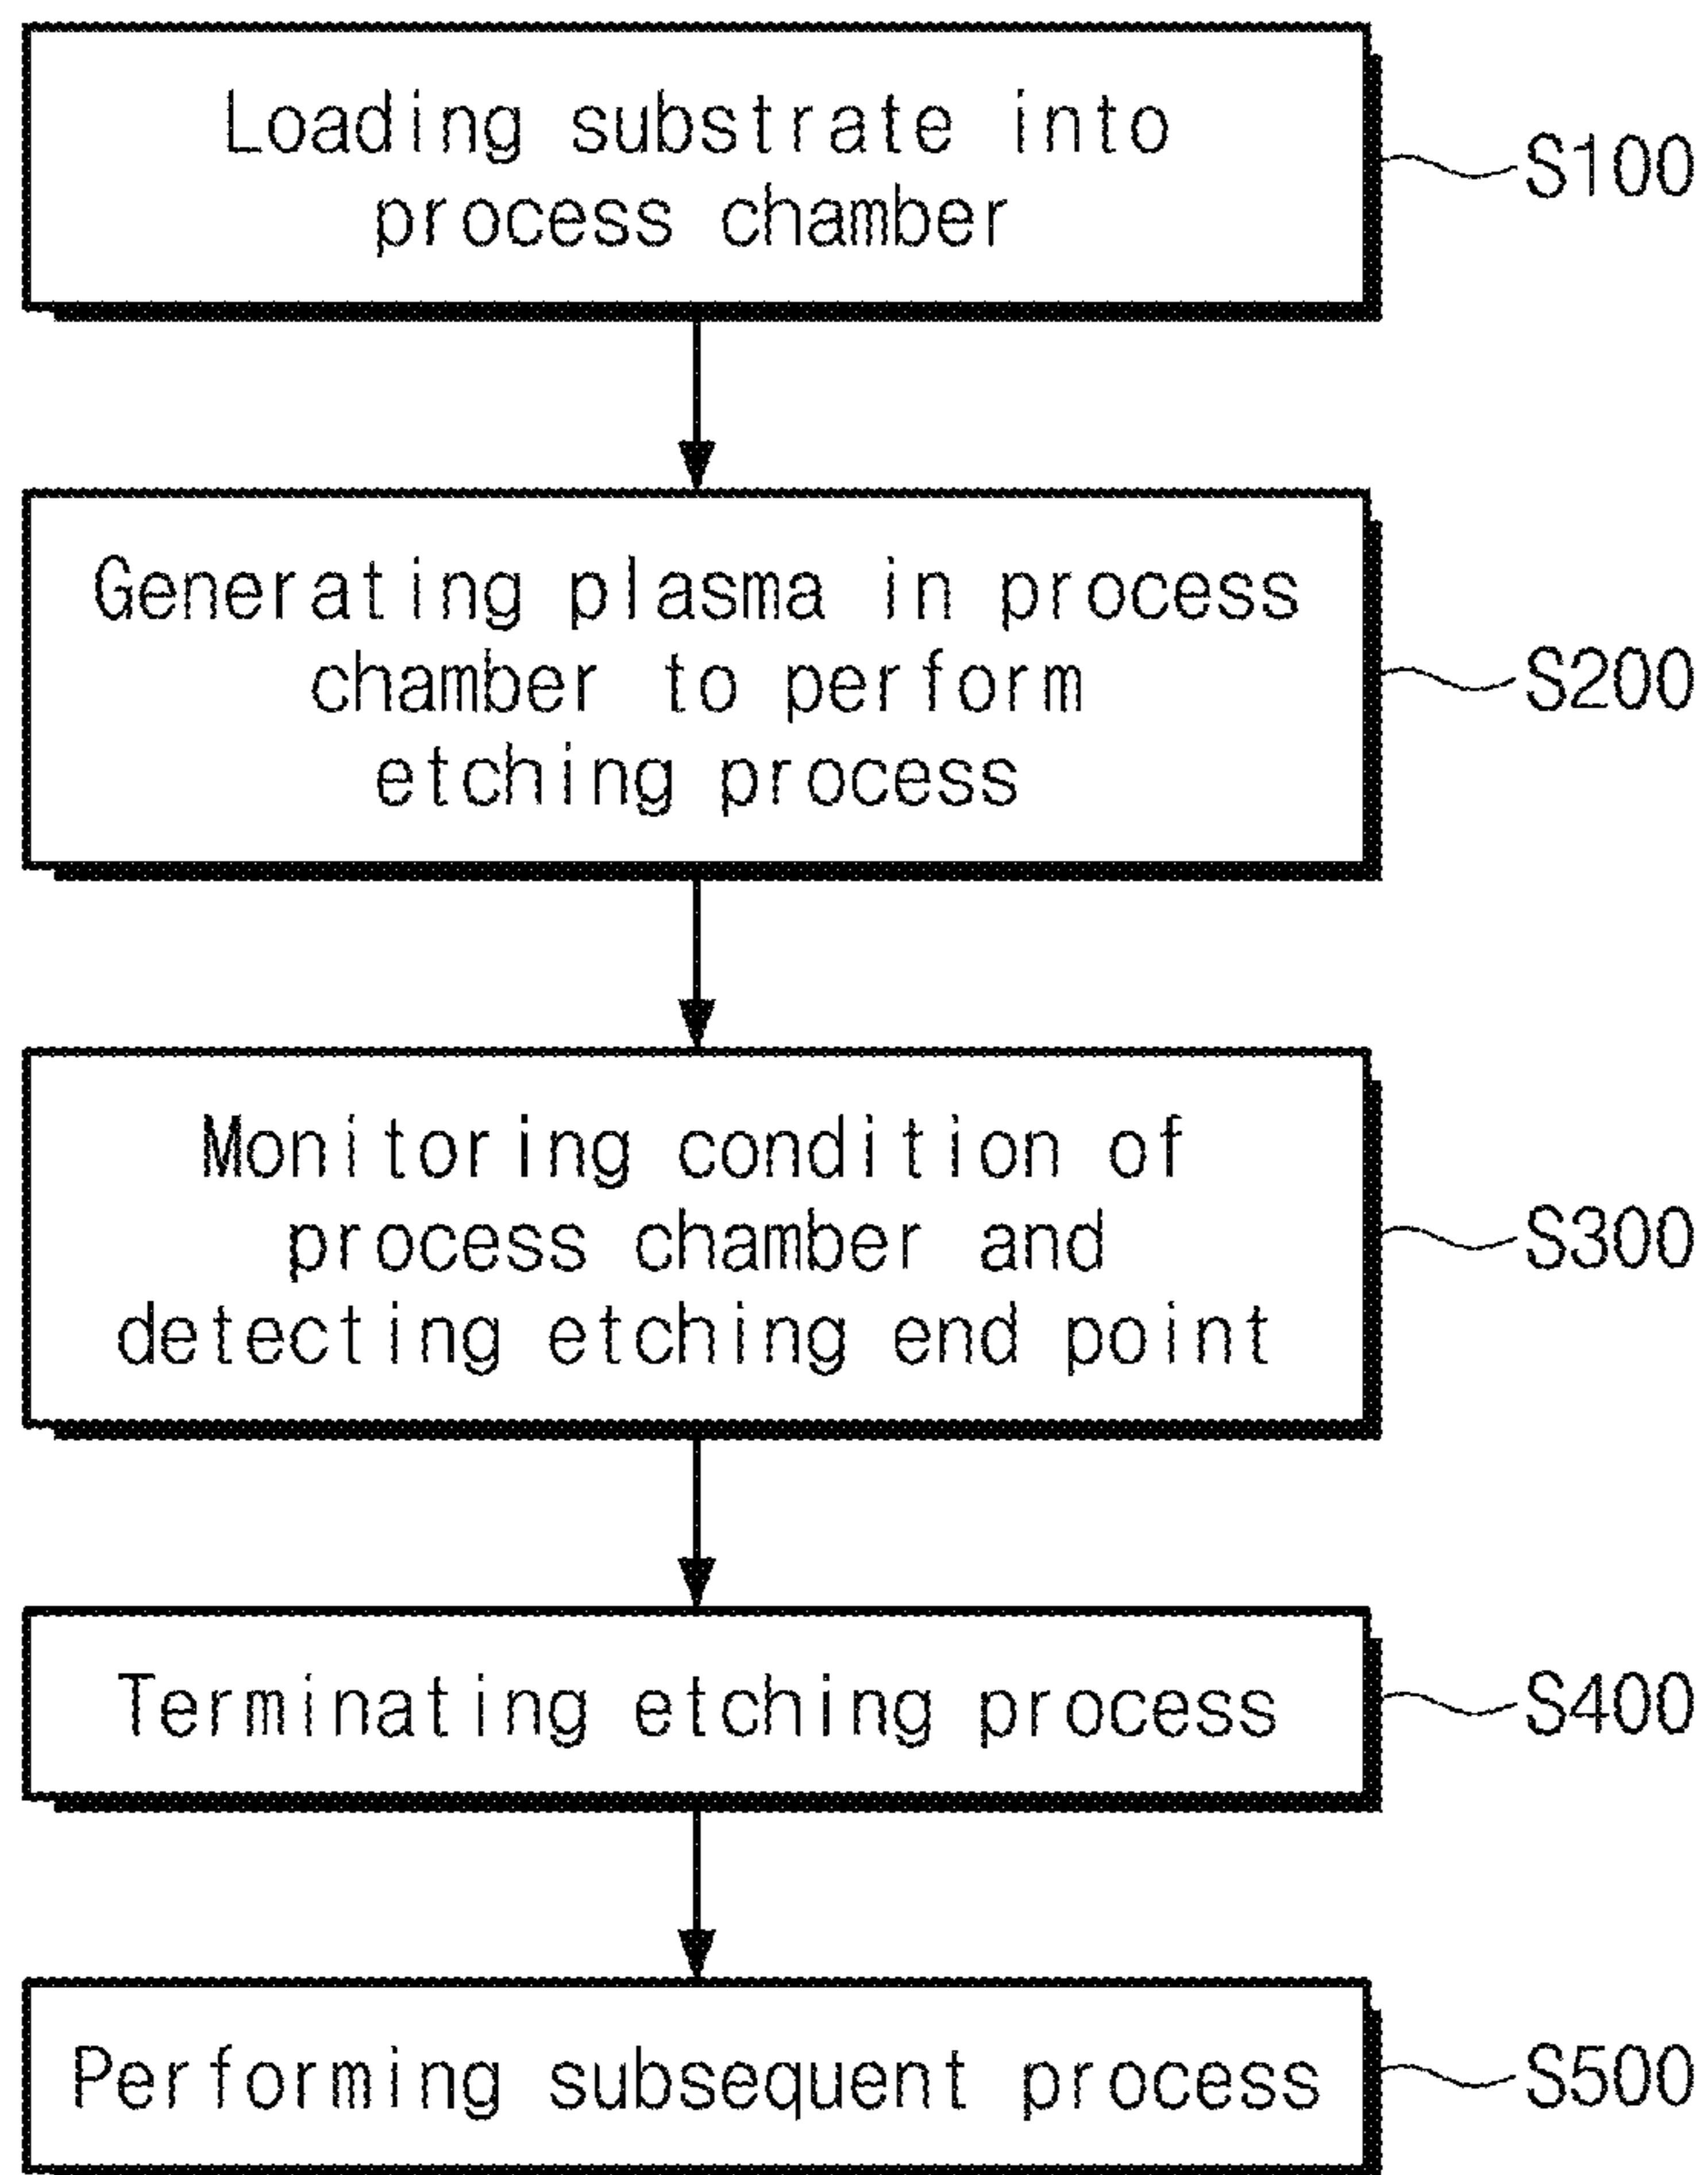 Loading substrate into
process chamber
S100
Generating plasma in process
chamber to perform
etching process
S200
Monitoring condition of
process chamber and
detecting etching end point
S300
Terminating etching process
S400
Performing subsequent process
S500